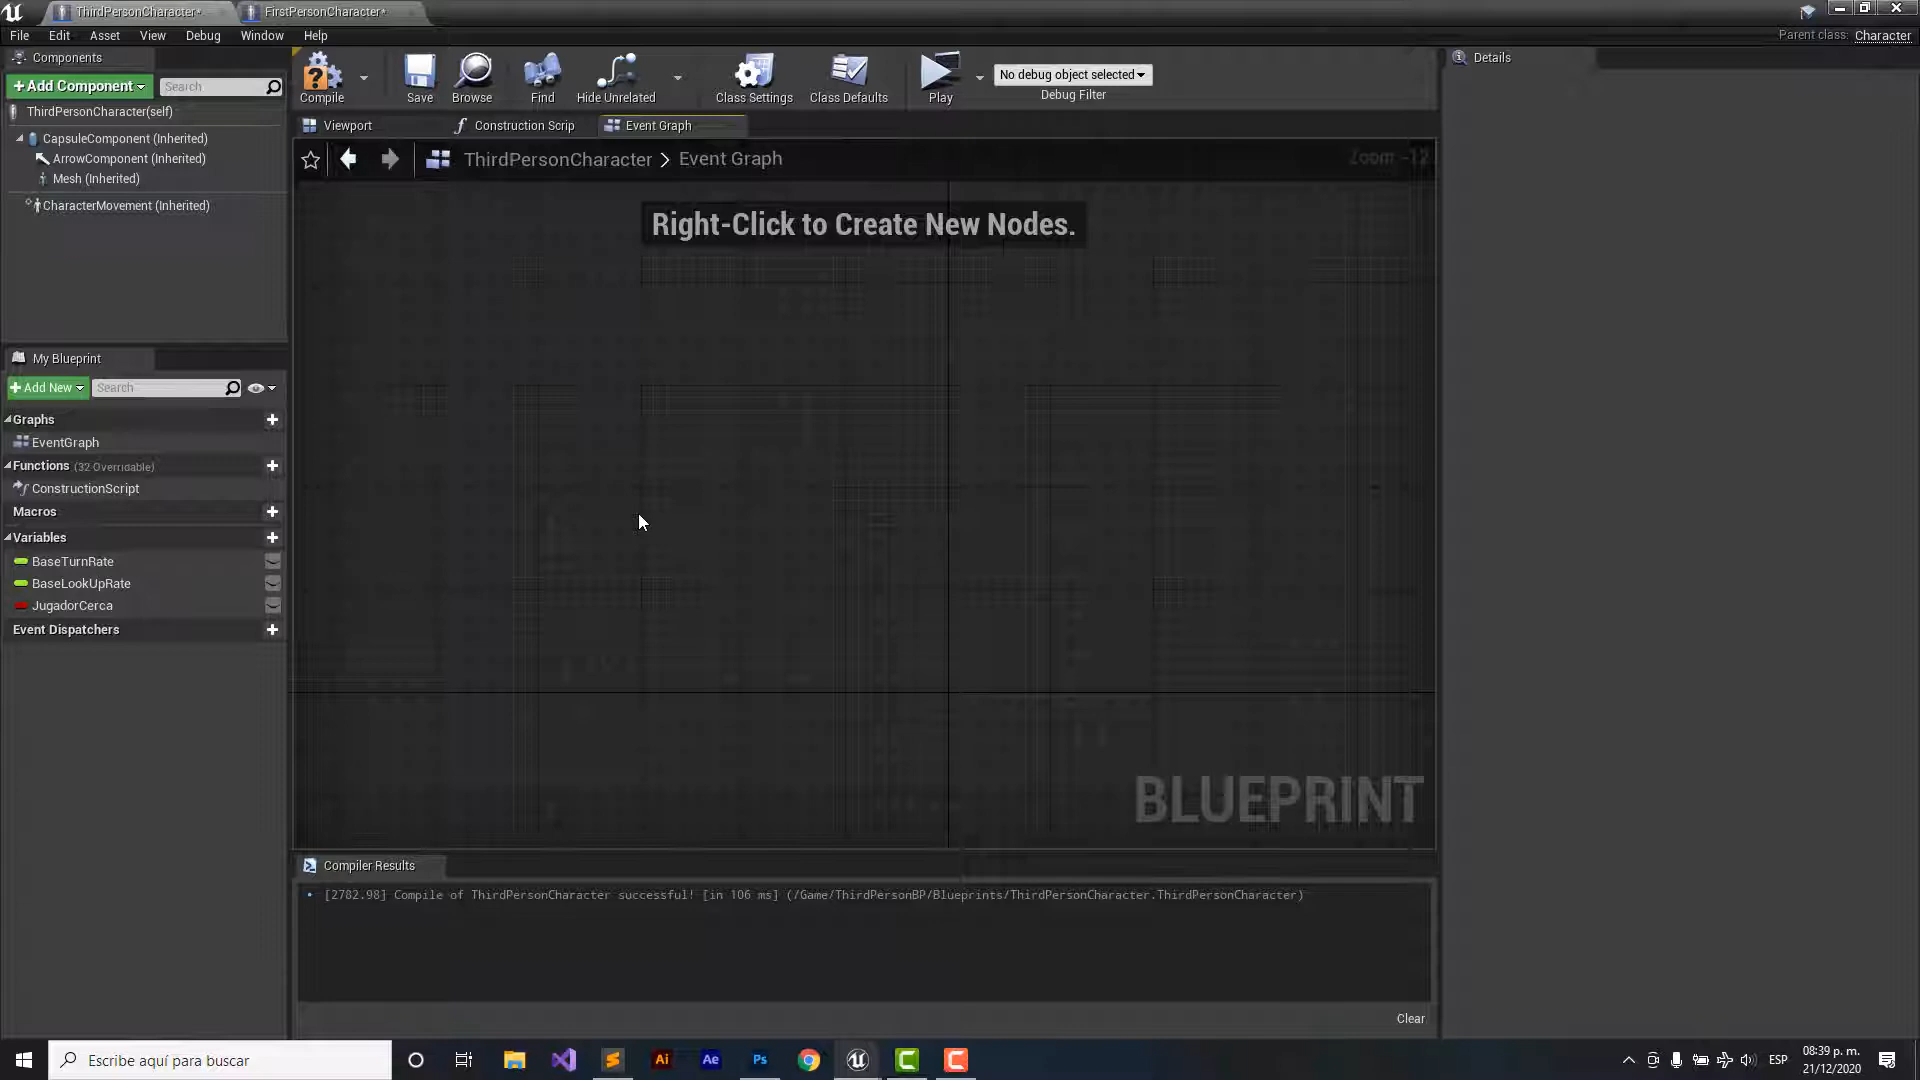 ThirdPersonCharacter*
FirstPersonCharacter*
File Edit Asset View Debug Window Help
Parent class: Character
Components
+Add Component
Search
ThirdPersonCharacter(self)
CapsuleComponent (Inherited)
ArrowComponent (Inherited)
Mesh (Inherited)
CharacterMovement (Inherited)
Compile
Save
Browse
Find
Hide Unrelated
Class Settings
Class Defaults
Play
No debug object selected
Debug Filter
Details
Viewport
Construction Scrip
Event Graph
ThirdPersonCharacter > Event Graph
Zoom -12
Right-Click to Create New Nodes.
BLUEPRINT
My Blueprint
+Add New
Search
Graphs
EventGraph
Functions (32 Overridable)
ConstructionScript
Macros
Variables
BaseTurnRate
BaseLookUpRate
JugadorCerca
Event Dispatchers
Compiler Results
[2782.98] Compile of ThirdPersonCharacter successful! [in 106 ms] (/Game/ThirdPersonBP/Blueprints/ThirdPersonCharacter.ThirdPersonCharacter)
Clear
Escribe aquí para buscar
Ai
Ae
Ps
ESP
08:39 p. m.
21/12/2020